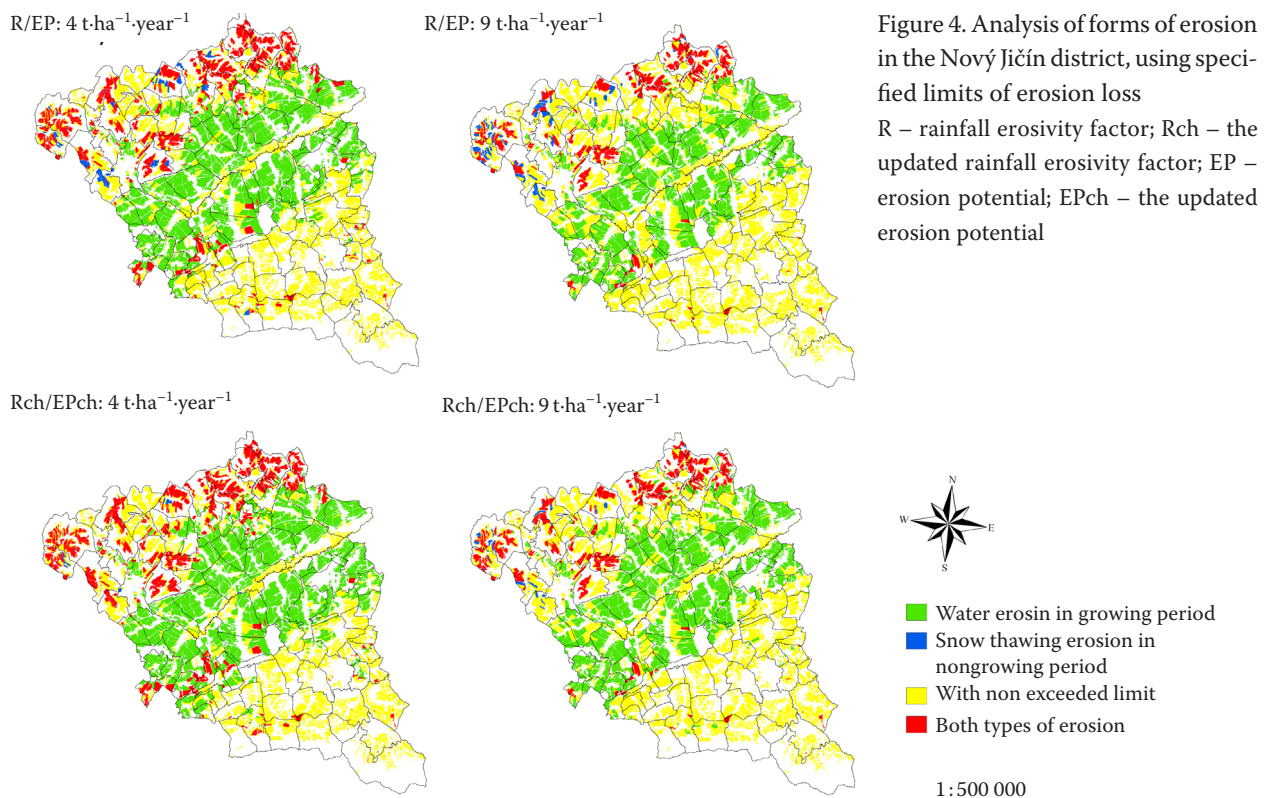 R/EP: 4 t·ha⁻¹·year⁻¹
R/EP: 9 t·ha⁻¹·year⁻¹
Figure 4. Analysis of forms of erosion
in the Nový Jičín district, using speci-
fied limits of erosion loss
R – rainfall erosivity factor; Rch – the
updated rainfall erosivity factor; EP –
erosion potential; EPch – the updated
erosion potential
Rch/EPch: 4 t·ha⁻¹·year⁻¹
Rch/EPch: 9 t·ha⁻¹·year⁻¹
N
W
E
S
Water erosin in growing period
Snow thawing erosion in
nongrowing period
With non exceeded limit
Both types of erosion
1:500 000